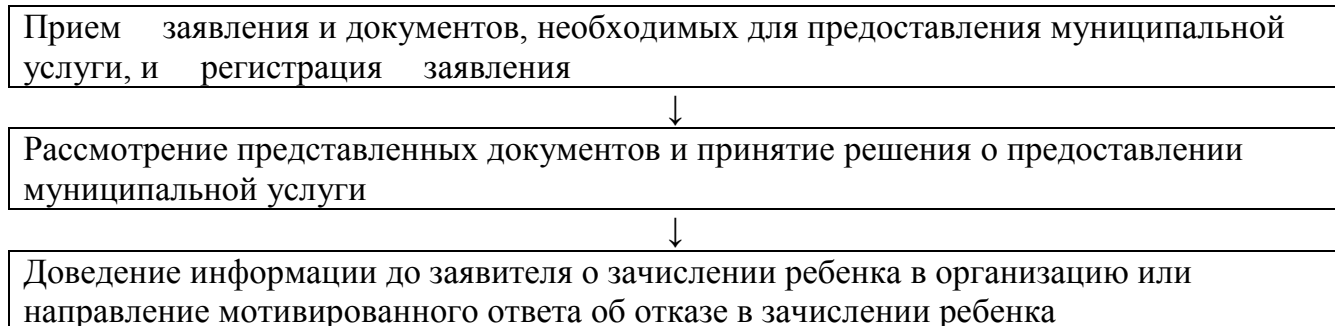 Прием заявления и документов, необходимых для предоставления муниципальной
услуги, и регистрация заявления
↓
Рассмотрение представленных документов и принятие решения о предоставлении
муниципальной услуги
↓
Доведение информации до заявителя о зачислении ребенка в организацию или
направление мотивированного ответа об отказе в зачислении ребенка